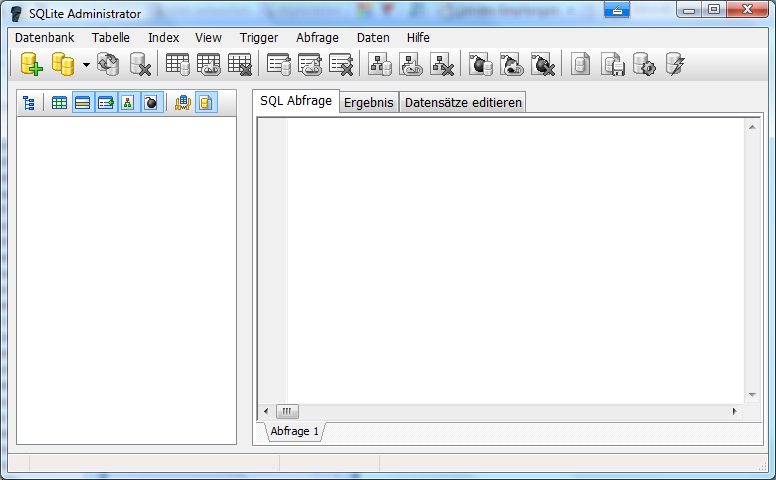 SQLite Administrator
Datenbank Tabelle Index View Trigger Abfrage Daten Hilfe
SQL Abfrage Ergebnis Datensätze editieren
Abfrage 1